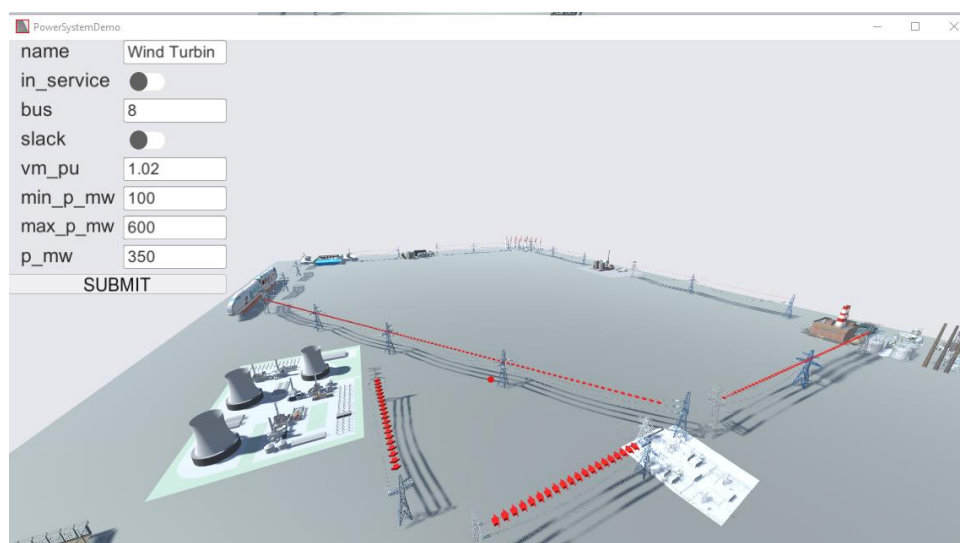 PowerSystemDemo
name Wind Turbin
in_service
bus 8
slack
vm_pu 1.02
min_p_mw 100
max_p_mw 600
p_mw 350
SUBMIT